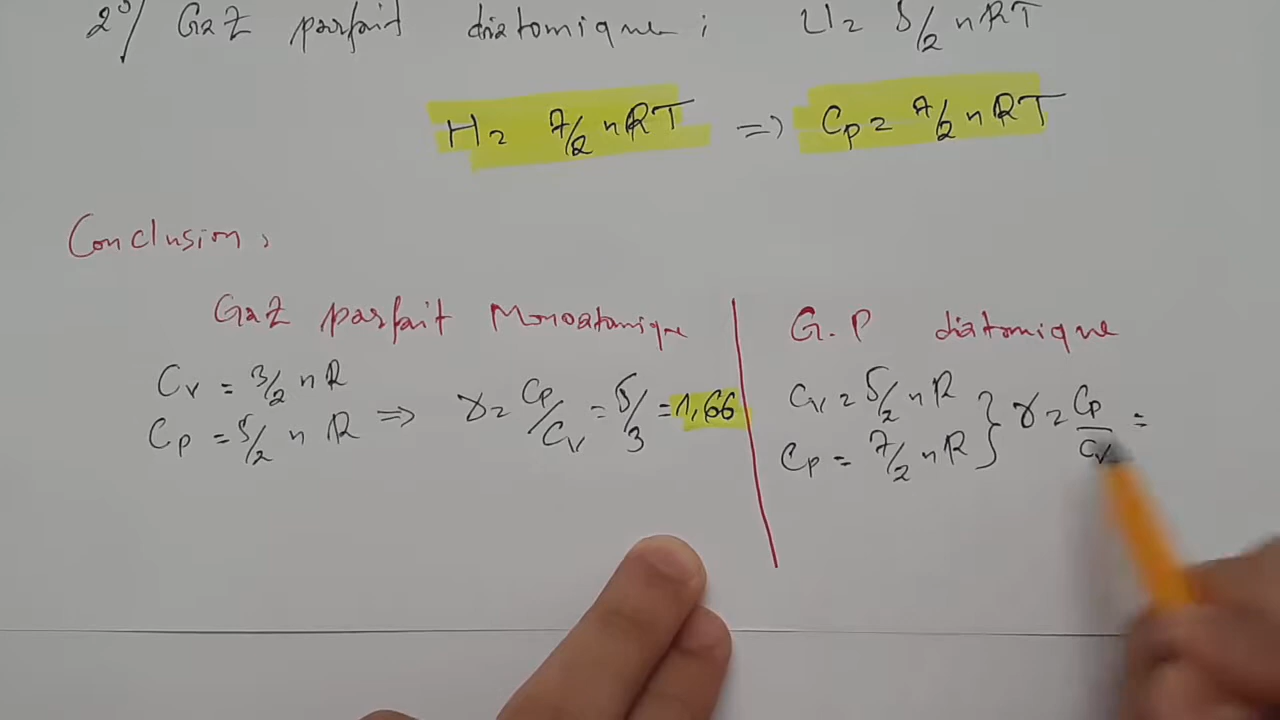 2°/ Gaz parfait diatomique : U = 5/2 nRT
H = 7/2 nRT => Cp = 7/2 nRT
Conclusion :
Gaz parfait Monoatomique
Cv = 3/2 nR
Cp = 5/2 nR => γ = Cp/Cv = 5/3 = 1,66
G.P diatomique
Cv = 5/2 nR
Cp = 7/2 nR } γ = Cp/Cv =